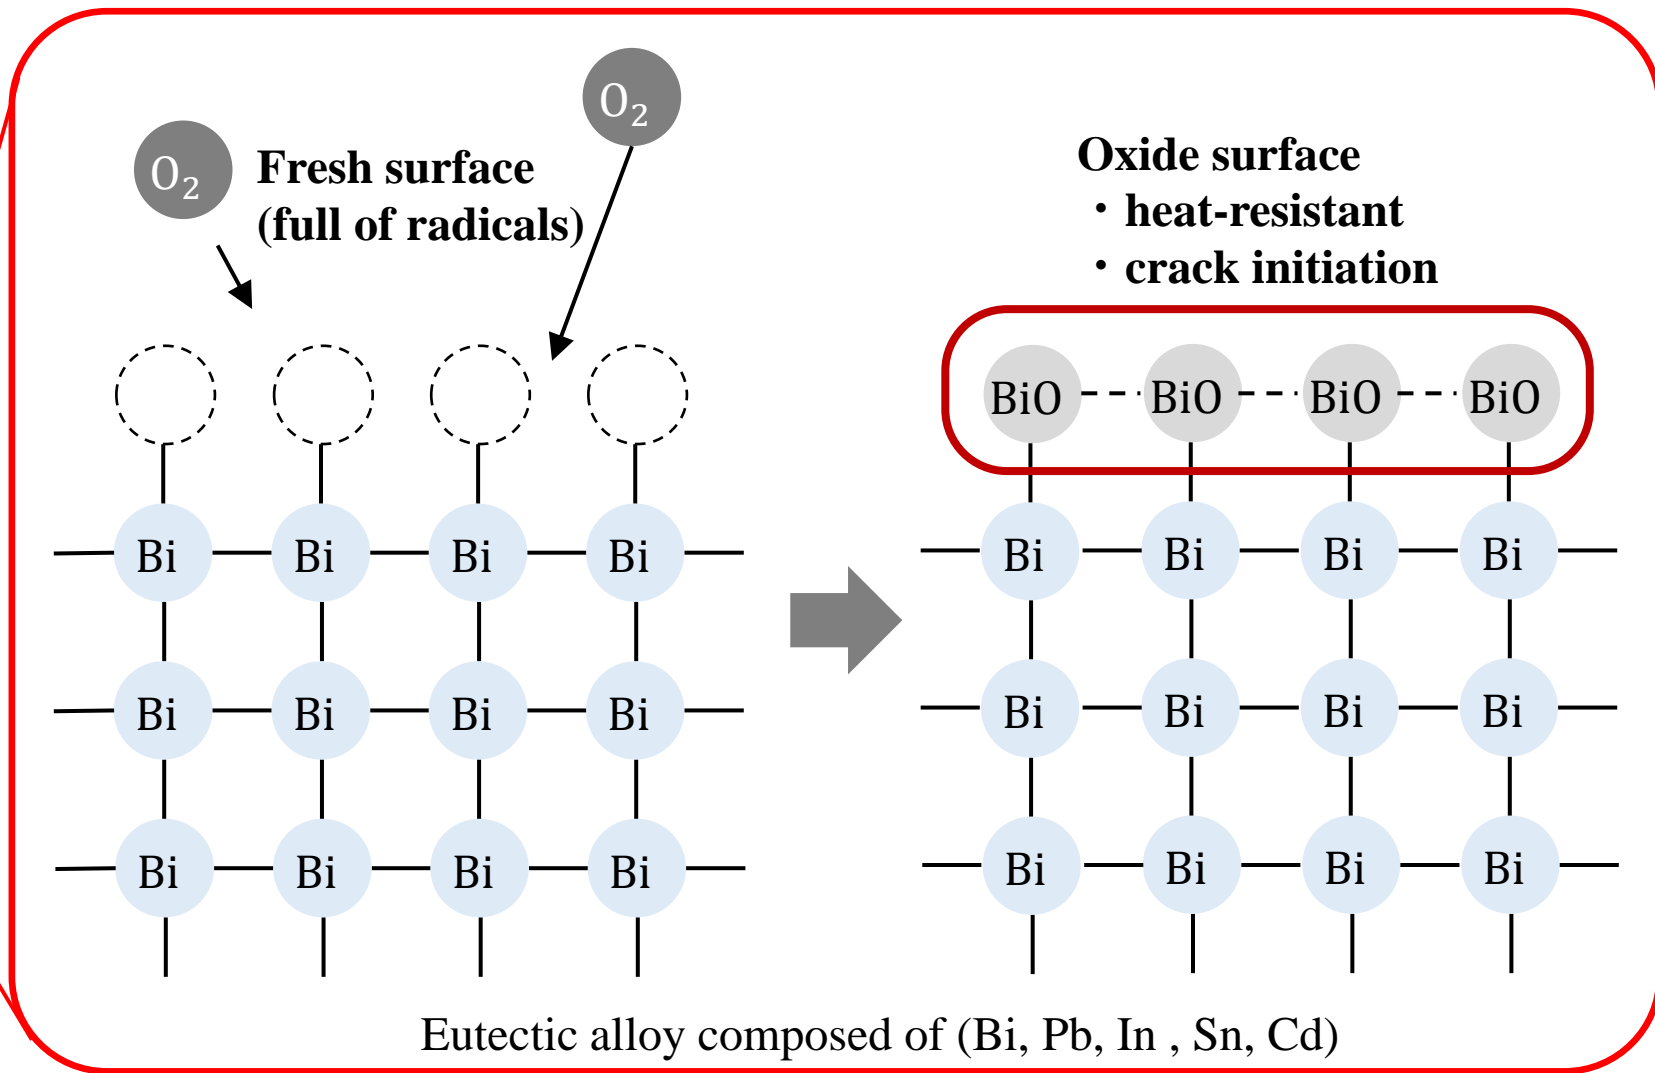 O₂
O₂
Fresh surface
(full of radicals)
Oxide surface
・heat-resistant
・crack initiation
BiO BiO BiO BiO
Bi Bi Bi Bi Bi Bi Bi Bi
Bi Bi Bi Bi Bi Bi Bi Bi
Bi Bi Bi Bi Bi Bi Bi Bi
Eutectic alloy composed of (Bi, Pb, In , Sn, Cd)